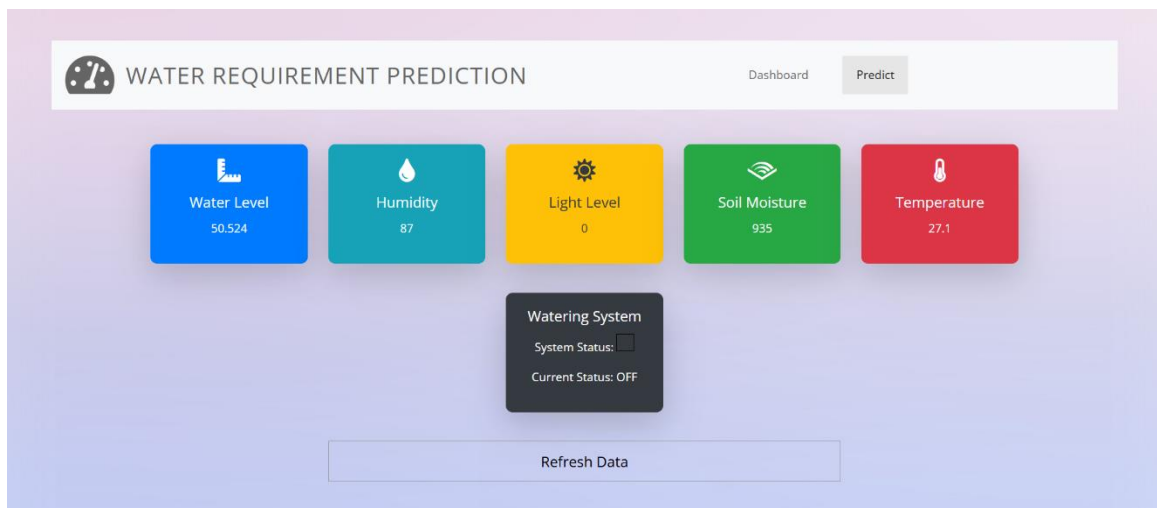 WATER REQUIREMENT PREDICTION
Dashboard
Predict
Water Level
50.524
Humidity
87
Light Level
0
Soil Moisture
935
Temperature
27.1
Watering System
System Status:
Current Status: OFF
Refresh Data